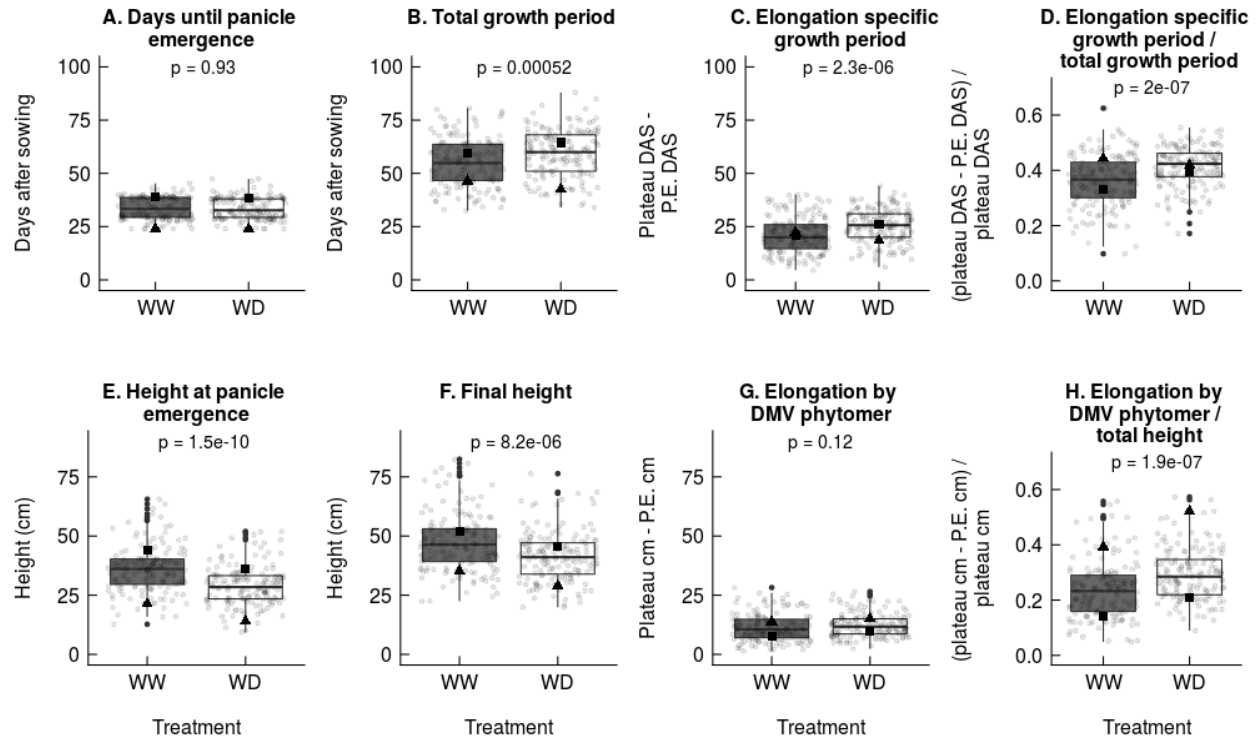 A. Days until panicle
emergence
p = 0.93
Days after sowing
100
75
50
25
0
WW
WD
B. Total growth period
p = 0.00052
Days after sowing
100
75
50
25
0
WW
WD
C. Elongation specific
growth period
p = 2.3e-06
Plateau DAS -
P.E. DAS
100
75
50
25
0
WW
WD
D. Elongation specific
growth period /
total growth period
p = 2e-07
(plateau DAS - P.E. DAS) /
plateau DAS
0.6
0.4
0.2
0.0
WW
WD
E. Height at panicle
emergence
p = 1.5e-10
Height (cm)
75
50
25
0
WW
WD
Treatment
F. Final height
p = 8.2e-06
Height (cm)
75
50
25
0
WW
WD
Treatment
G. Elongation by
DMV phytomer
p = 0.12
Plateau cm - P.E. cm
75
50
25
0
WW
WD
Treatment
H. Elongation by
DMV phytomer /
total height
p = 1.9e-07
(plateau cm - P.E. cm) /
plateau cm
0.6
0.4
0.2
0.0
WW
WD
Treatment